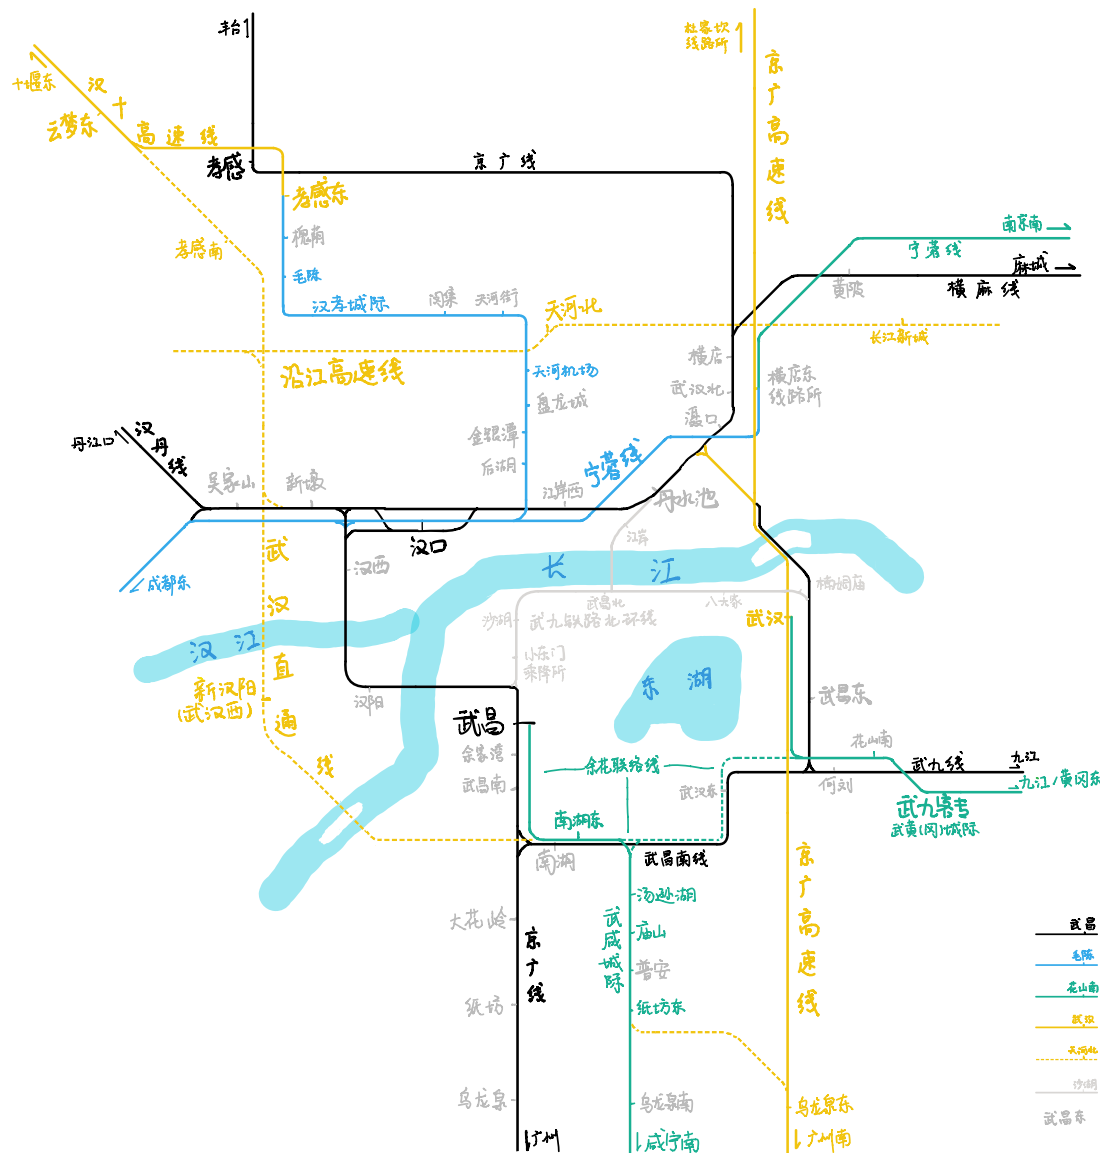 丰台
杜家坎
线路所
京广高速线
十堰东
汉十
高速线
云梦东
孝感
京广线
孝感东
孝感南
槐荫
毛陈
汉孝城际
闵集
天河街
天河北
南京南
宁蓉线
麻城
横麻线
黄陂
长江新城
沿江高速线
天河机场
盘龙城
金银潭
后湖
横店
武汉北
滠口
横店东
线路所
丹江口
汉丹线
吴家山
新墩
江岸西
宁蓉线
丹水池
江岸
汉口
汉西
成都东
长江
武汉直通线
汉江
武昌北
八大家
楠姆庙
沙湖
武九铁路北环线
武汉
小东门
乘降所
东湖
新汉阳
(武汉西)
汉阳
武昌
武昌东
余家湾
武昌南
余花联络线
花山南
武汉东
武九线
九江
何刘
九江/黄冈东
武九客专
武黄(冈)城际
南湖东
南湖
武昌南线
京广高速线
大花岭
京广线
武咸城际
汤逊湖
庙山
普安
纸坊
纸坊东
乌龙泉
乌龙泉南
乌龙泉东
广州
咸宁南
广州南
武昌
毛陈
花山南
武汉
天河北
沙湖
武昌东